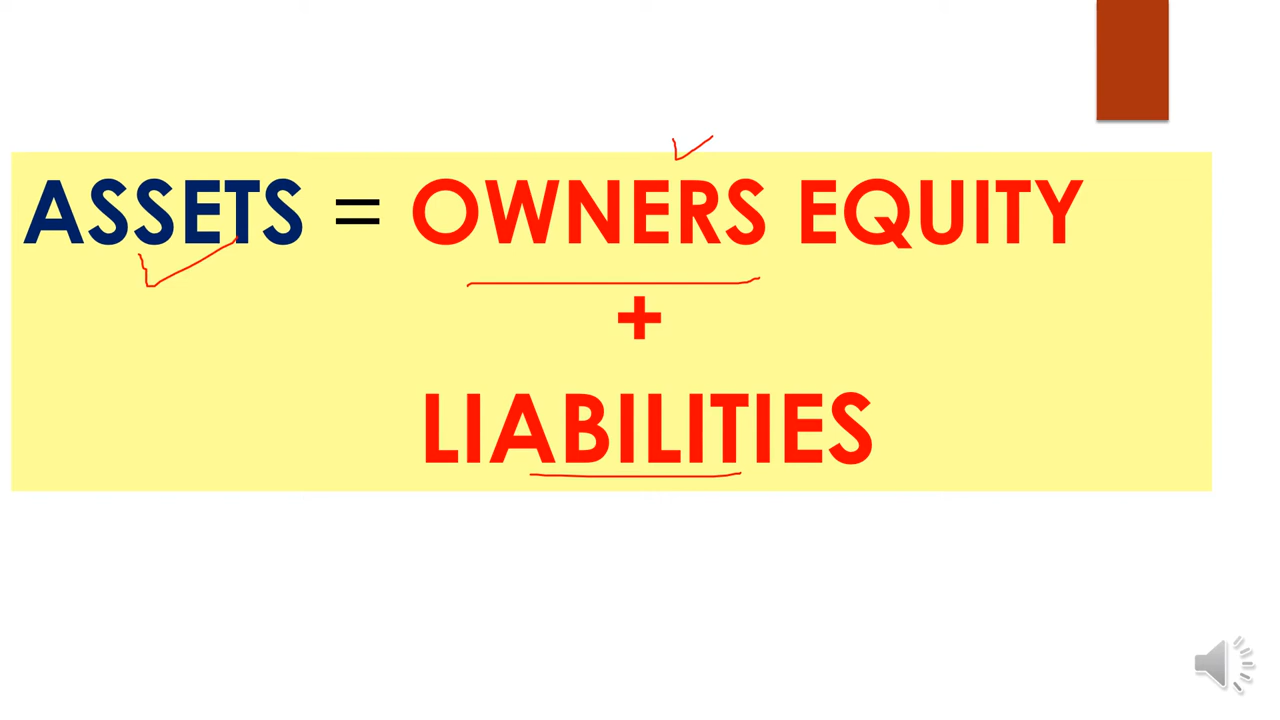 ASSETS = OWNERS EQUITY
+
LIABILITIES